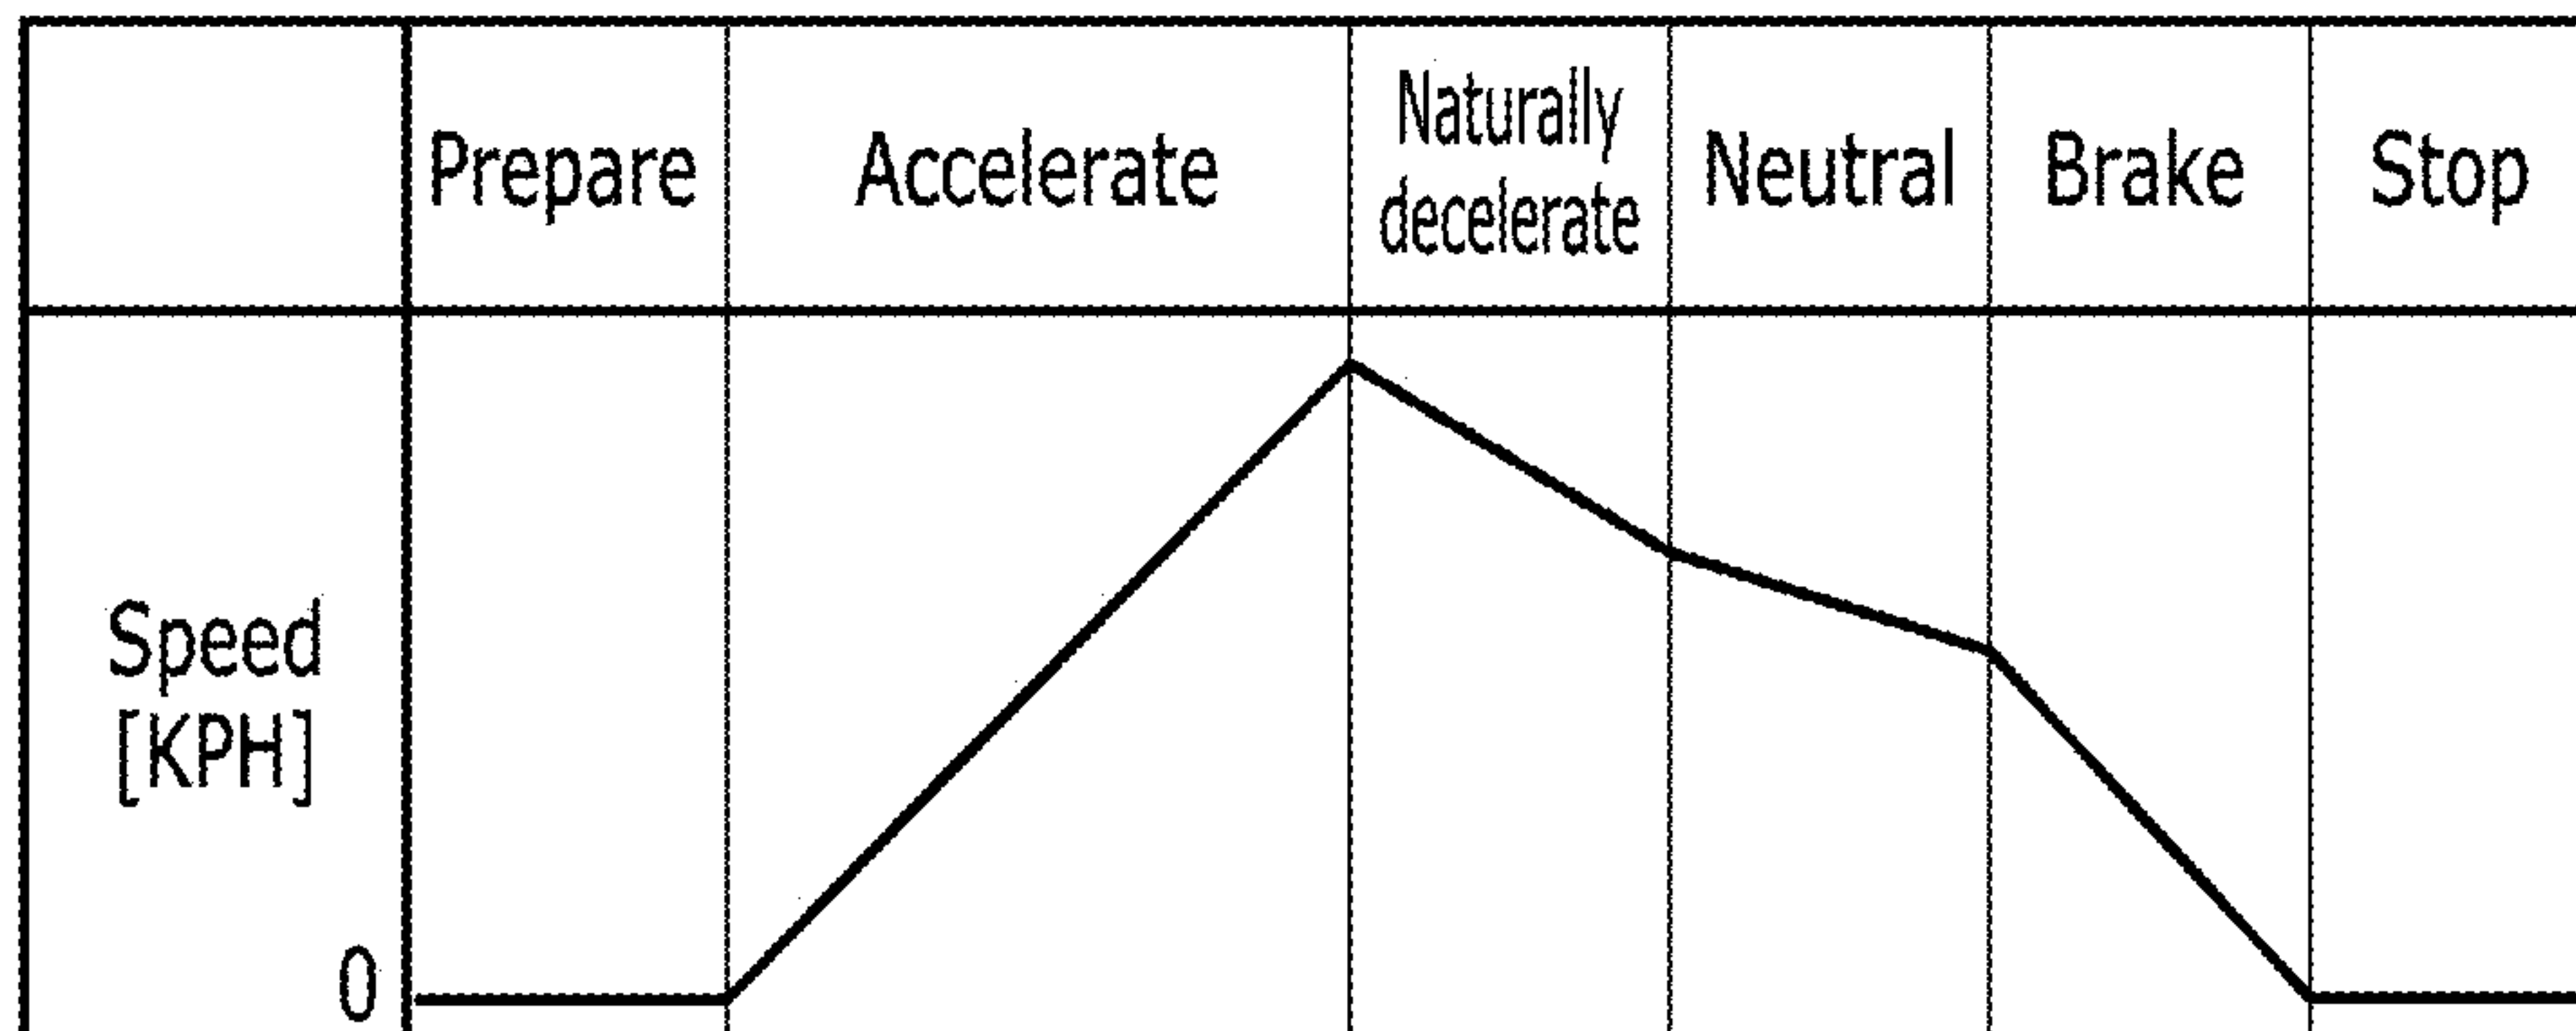 Prepare
Accelerate
Naturally
decelerate
Neutral
Brake
Stop
Speed
[KPH]
0